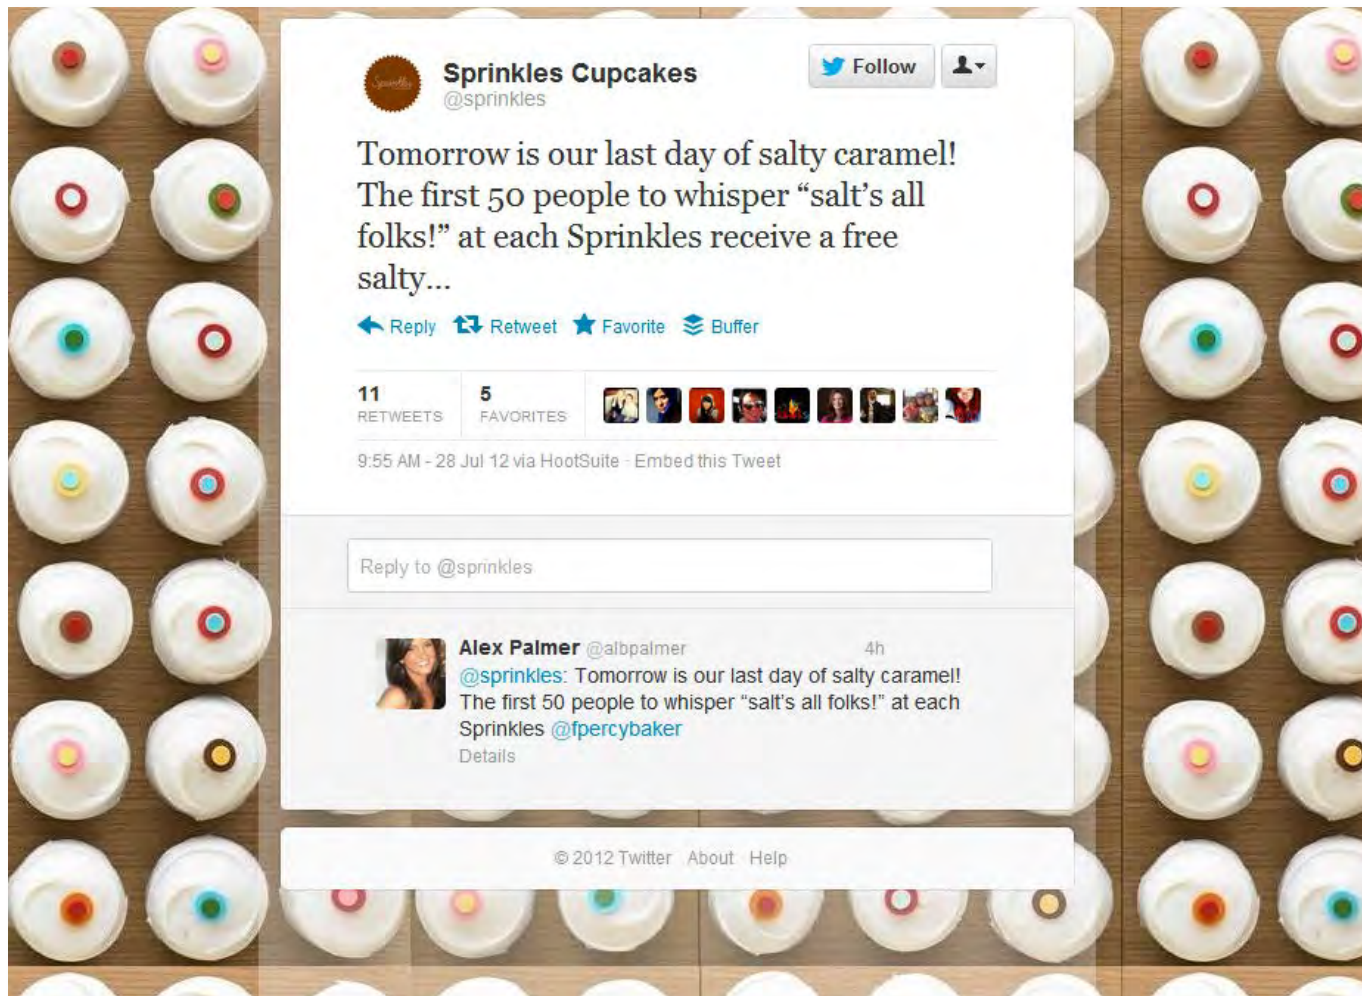 Sprinkles
Sprinkles Cupcakes
@sprinkles
Follow
Tomorrow is our last day of salty caramel!
The first 50 people to whisper “salt’s all
folks!” at each Sprinkles receive a free
salty...
Reply Retweet Favorite Buffer
11
RETWEETS
5
FAVORITES
9:55 AM - 28 Jul 12 via HootSuite · Embed this Tweet
Reply to @sprinkles
Alex Palmer @albpalmer 4h
@sprinkles: Tomorrow is our last day of salty caramel!
The first 50 people to whisper “salt’s all folks!” at each
Sprinkles @fpercybaker
Details
© 2012 Twitter About Help